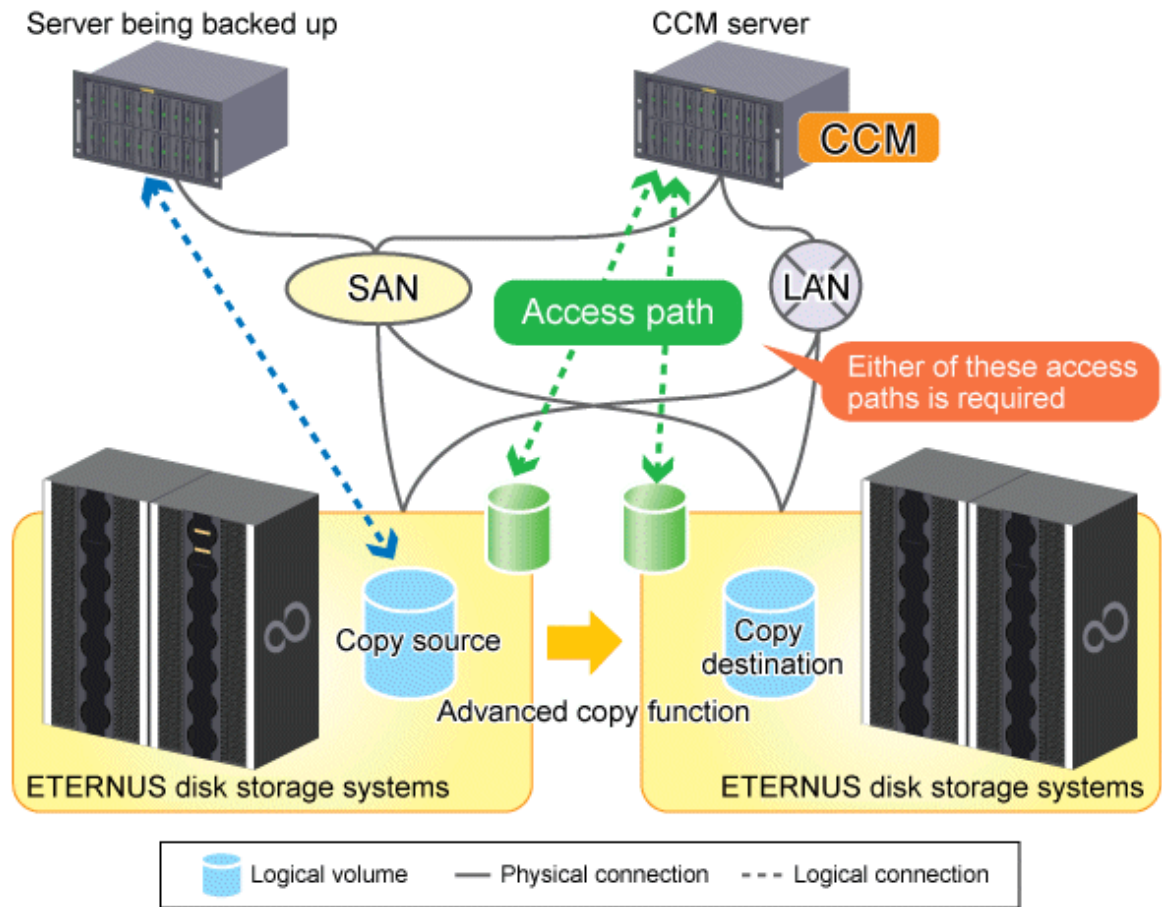 Server being backed up
CCM server
CCM
SAN
LAN
Access path
Either of these access
paths is required
Copy source
Copy
destination
Advanced copy function
ETERNUS disk storage systems
ETERNUS disk storage systems
Logical volume
Physical connection
Logical connection